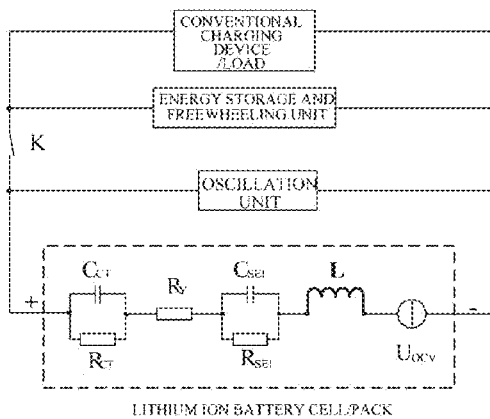 CONVENTIONAL
CHARGING
DEVICE
/LOAD
ENERGY STORAGE AND
FREEWHEELING UNIT
K
OSCILLATION
UNIT
CCT
RV
CSEI
L
+
-
RCT
RSEI
UOCV
LITHIUM ION BATTERY CELL/PACK